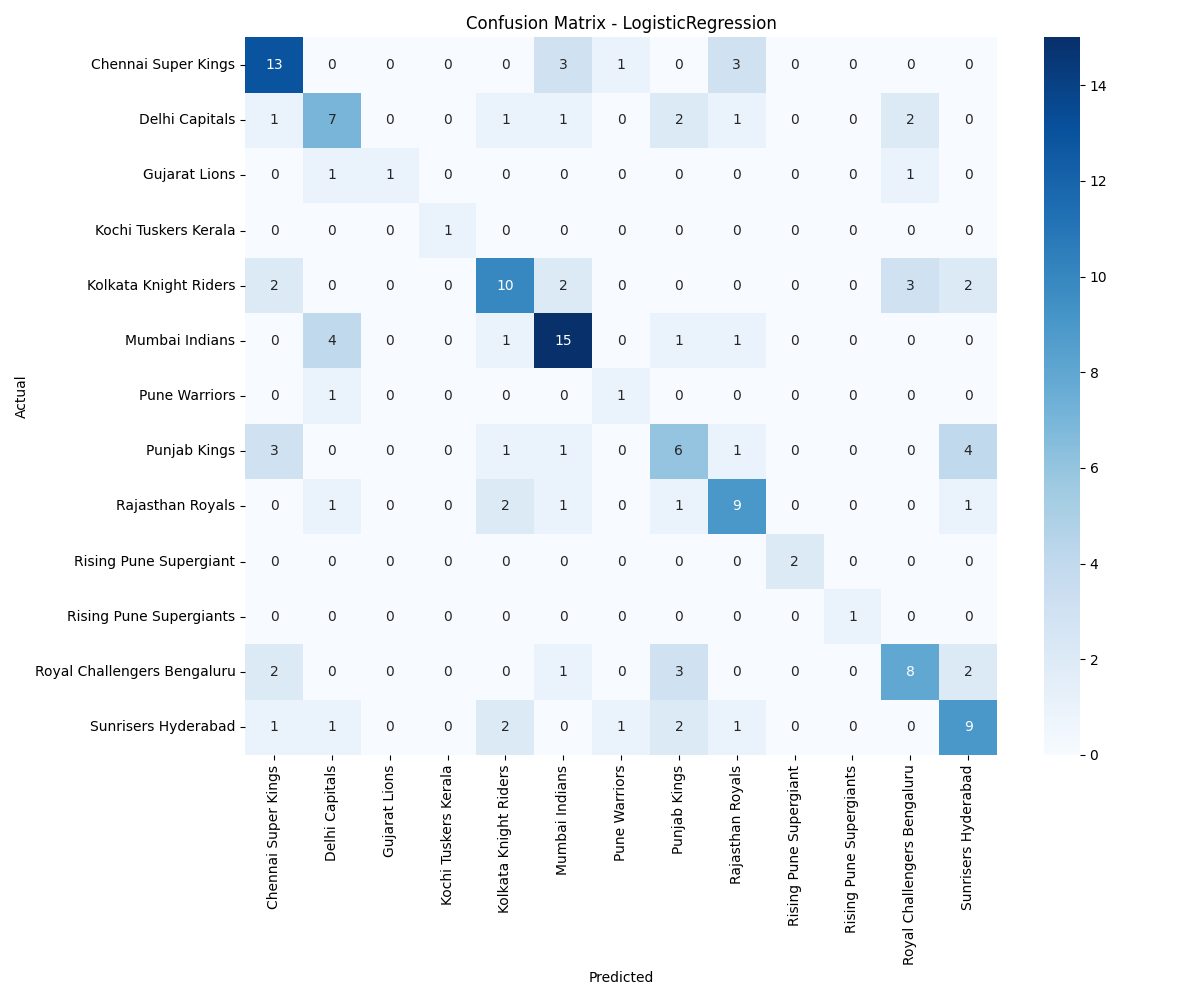 Confusion Matrix - LogisticRegression
Chennai Super Kings 13 0 0 0 0 3 1 0 3 0 0 0 0
Delhi Capitals 1 7 0 0 1 1 0 2 1 0 0 2 0
Gujarat Lions 0 1 1 0 0 0 0 0 0 0 0 1 0
Kochi Tuskers Kerala 0 0 0 1 0 0 0 0 0 0 0 0 0
Kolkata Knight Riders 2 0 0 0 10 2 0 0 0 0 0 3 2
Mumbai Indians 0 4 0 0 1 15 0 1 1 0 0 0 0
Pune Warriors 0 1 0 0 0 0 1 0 0 0 0 0 0
Punjab Kings 3 0 0 0 1 1 0 6 1 0 0 0 4
Rajasthan Royals 0 1 0 0 2 1 0 1 9 0 0 0 1
Rising Pune Supergiant 0 0 0 0 0 0 0 0 0 2 0 0 0
Rising Pune Supergiants 0 0 0 0 0 0 0 0 0 0 1 0 0
Royal Challengers Bengaluru 2 0 0 0 0 1 0 3 0 0 0 8 2
Sunrisers Hyderabad 1 1 0 0 2 0 1 2 1 0 0 0 9
Actual
Chennai Super Kings
Delhi Capitals
Gujarat Lions
Kochi Tuskers Kerala
Kolkata Knight Riders
Mumbai Indians
Pune Warriors
Punjab Kings
Rajasthan Royals
Rising Pune Supergiant
Rising Pune Supergiants
Royal Challengers Bengaluru
Sunrisers Hyderabad
Predicted
14
12
10
8
6
4
2
0